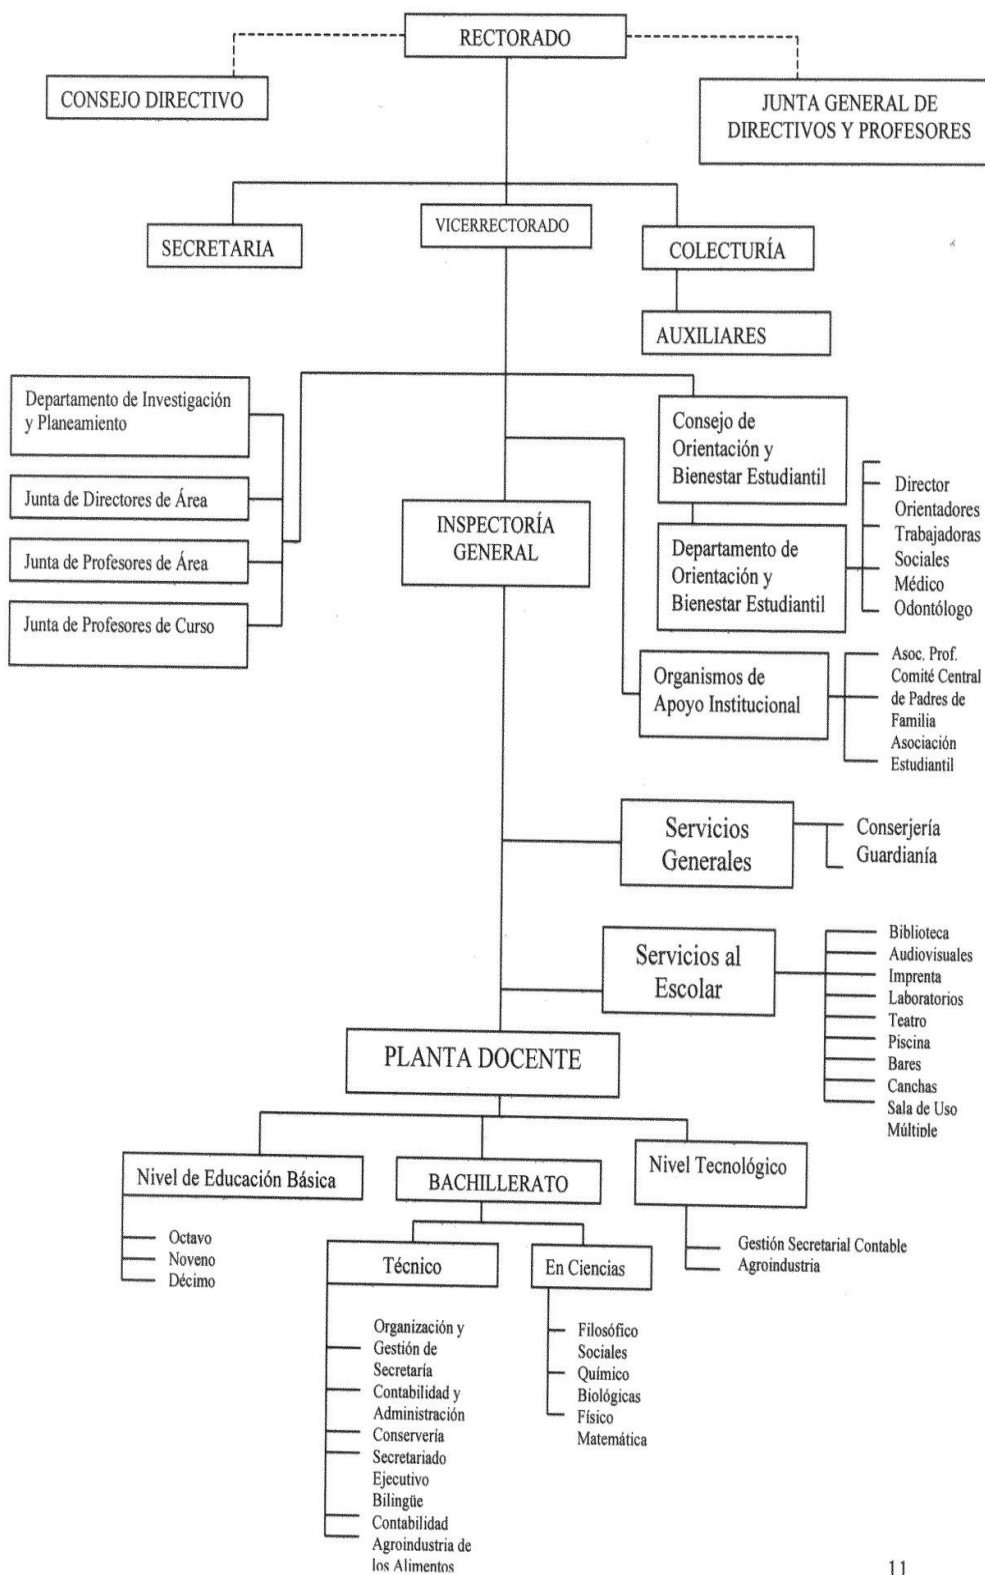 RECTORADO
CONSEJO DIRECTIVO
JUNTA GENERAL DE
DIRECTIVOS Y PROFESORES
SECRETARIA
VICERRECTORADO
COLECTURÍA
AUXILIARES
Departamento de Investigación
y Planeamiento
Junta de Directores de Área
Junta de Profesores de Área
Junta de Profesores de Curso
INSPECTORÍA
GENERAL
Consejo de
Orientación y
Bienestar Estudiantil
Departamento de
Orientación y
Bienestar Estudiantil
Director
Orientadores
Trabajadoras
Sociales
Médico
Odontólogo
Organismos de
Apoyo Institucional
Asoc. Prof.
Comité Central
de Padres de
Familia
Asociación
Estudiantil
Servicios
Generales
Conserjería
Guardianía
Servicios al
Escolar
Biblioteca
Audiovisuales
Imprenta
Laboratorios
Teatro
Piscina
Bares
Canchas
Sala de Uso
Múltiple
PLANTA DOCENTE
Nivel de Educación Básica
Octavo
Noveno
Décimo
BACHILLERATO
Técnico
Organización y
Gestión de
Secretaría
Contabilidad y
Administración
Conservería
Secretariado
Ejecutivo
Bilingüe
Contabilidad
Agroindustria de
los Alimentos
En Ciencias
Filosófico
Sociales
Químico
Biológicas
Físico
Matemática
Nivel Tecnológico
Gestión Secretarial Contable
Agroindustria
11